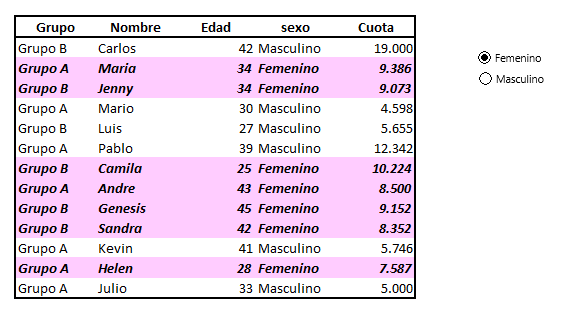 Grupo Nombre Edad sexo Cuota
Grupo B Carlos 42 Masculino 19.000
Grupo A Maria 34 Femenino 9.386
Grupo B Jenny 34 Femenino 9.073
Grupo A Mario 30 Masculino 4.598
Grupo B Luis 27 Masculino 5.655
Grupo A Pablo 39 Masculino 12.342
Grupo B Camila 25 Femenino 10.224
Grupo A Andre 43 Femenino 8.500
Grupo B Genesis 45 Femenino 9.152
Grupo B Sandra 42 Femenino 8.352
Grupo A Kevin 41 Masculino 5.746
Grupo A Helen 28 Femenino 7.587
Grupo A Julio 33 Masculino 5.000
Femenino
Masculino